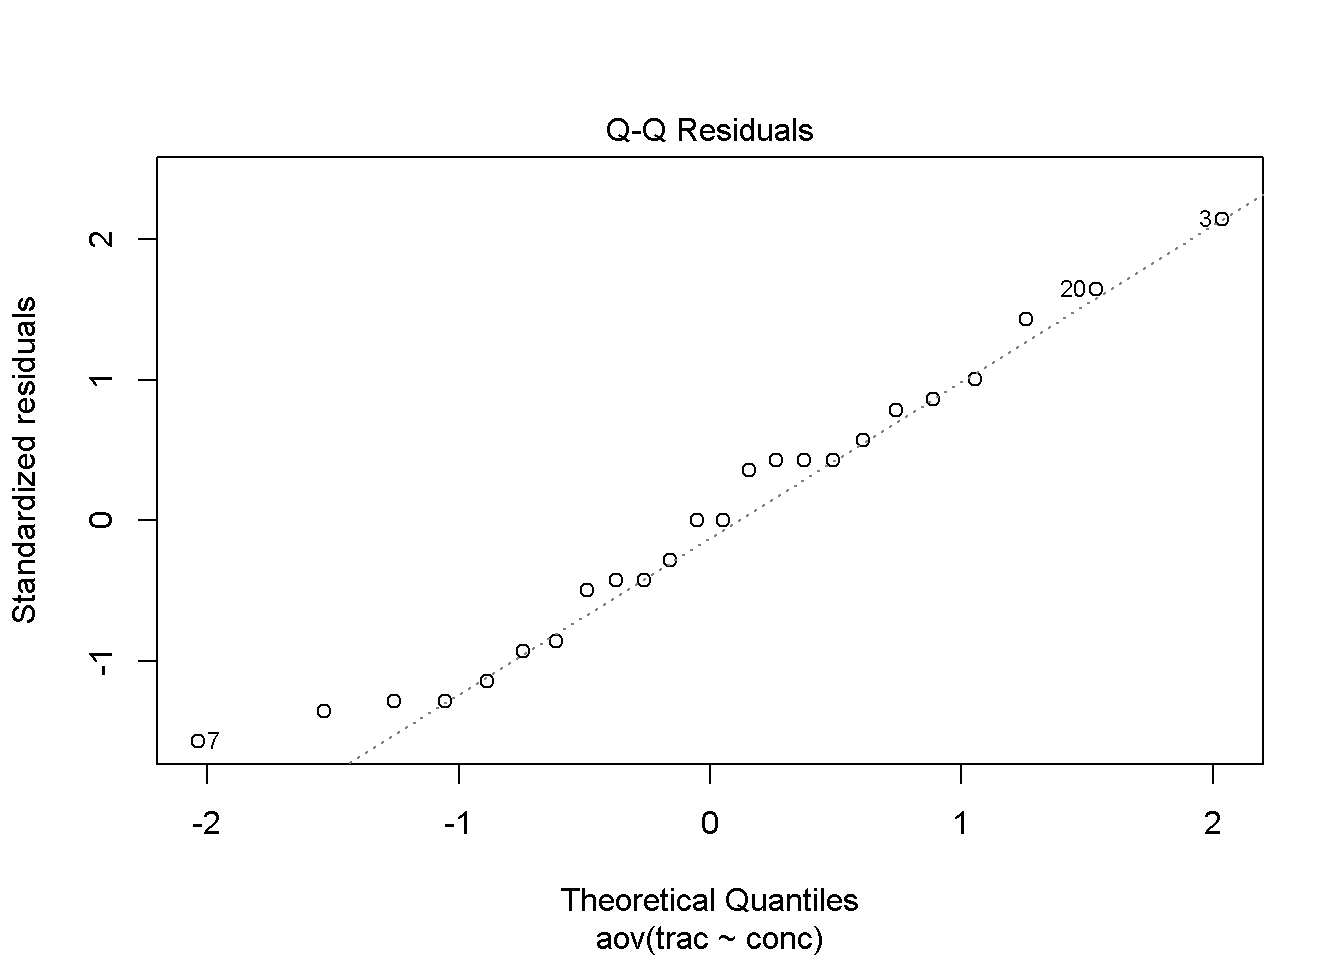 Q-Q Residuals
Standardized residuals
2
1
0
-1
3
20
7
-2 -1 0 1 2
Theoretical Quantiles
aov(trac ~ conc)